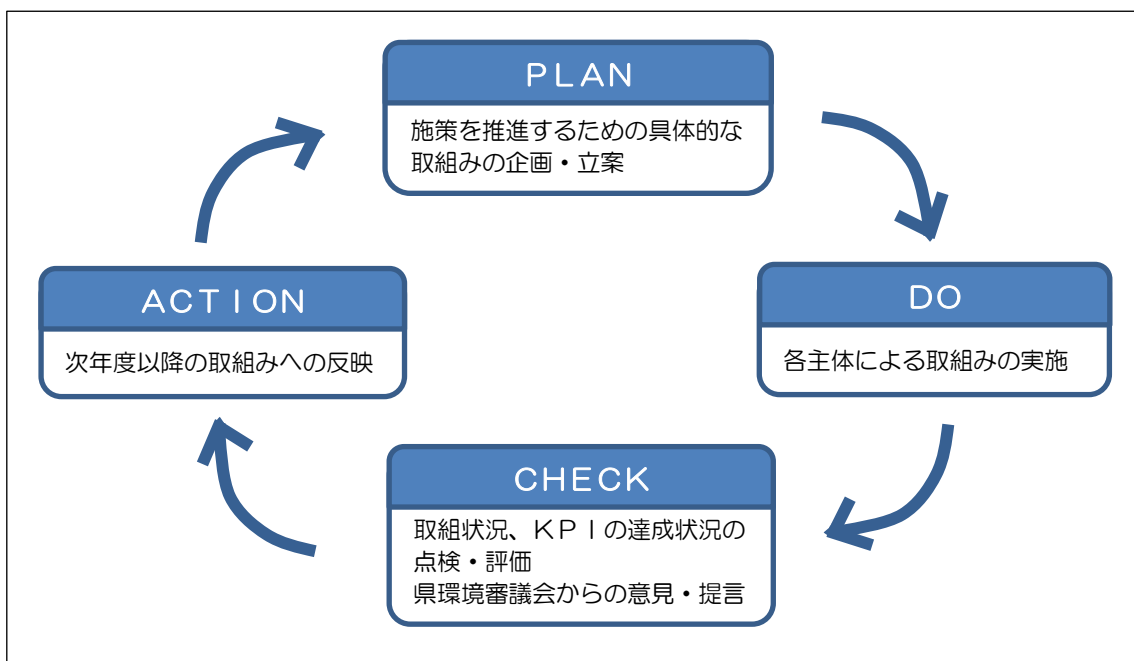 ＰＬＡＮ
施策を推進するための具体的な
取組みの企画・立案
ＤＯ
各主体による取組みの実施
ＣＨＥＣＫ
取組状況、ＫＰＩの達成状況の
点検・評価
県環境審議会からの意見・提言
ＡＣＴＩＯＮ
次年度以降の取組みへの反映